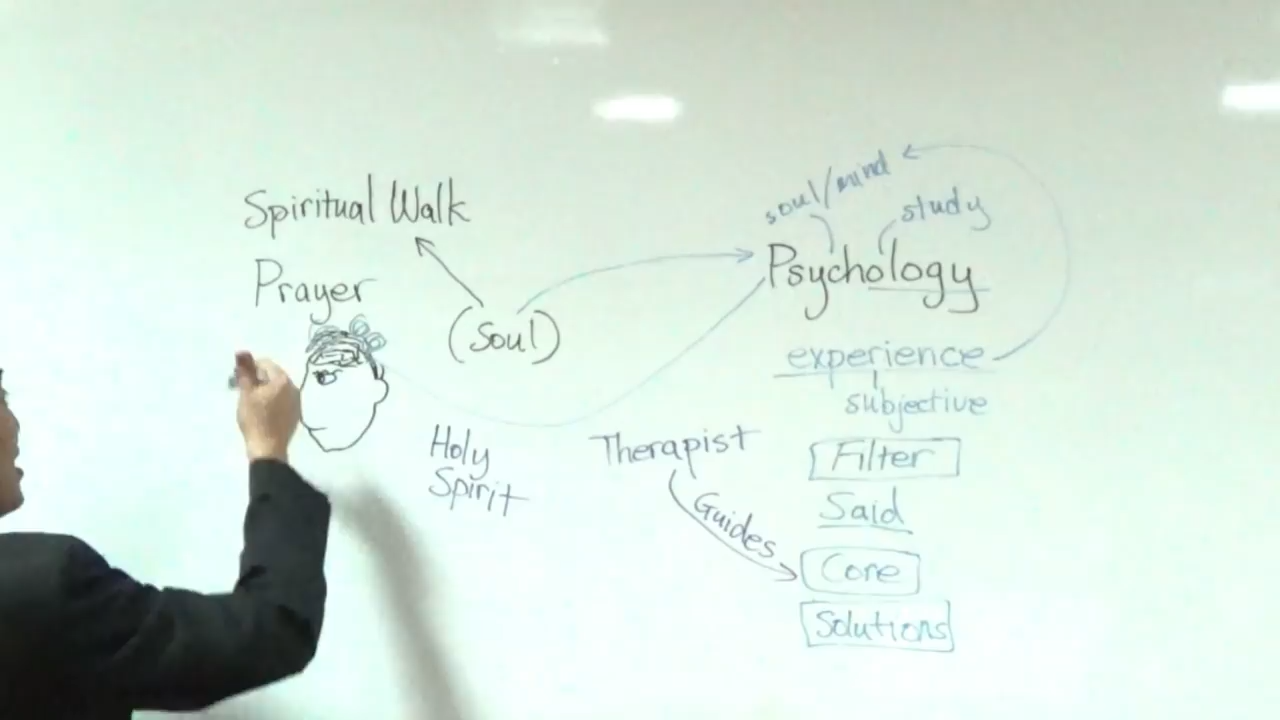 Spiritual Walk
Prayer
(Soul)
Holy
Spirit
soul/mind
study
Psychology
experience
subjective
Therapist
Guides
Filter
Said
Core
Solutions